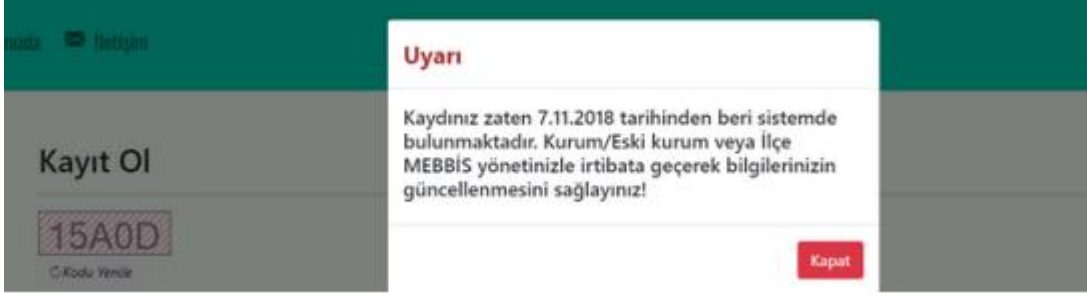 İletişim
Uyarı
Kaydınız zaten 7.11.2018 tarihinden beri sistemde
bulunmaktadır. Kurum/Eski kurum veya İlçe
MEBBİS yönetinizle irtibata geçerek bilgilerinizin
güncellenmesini sağlayınız!
Kayıt Ol
15A0D
Kodu Yenile
Kapat